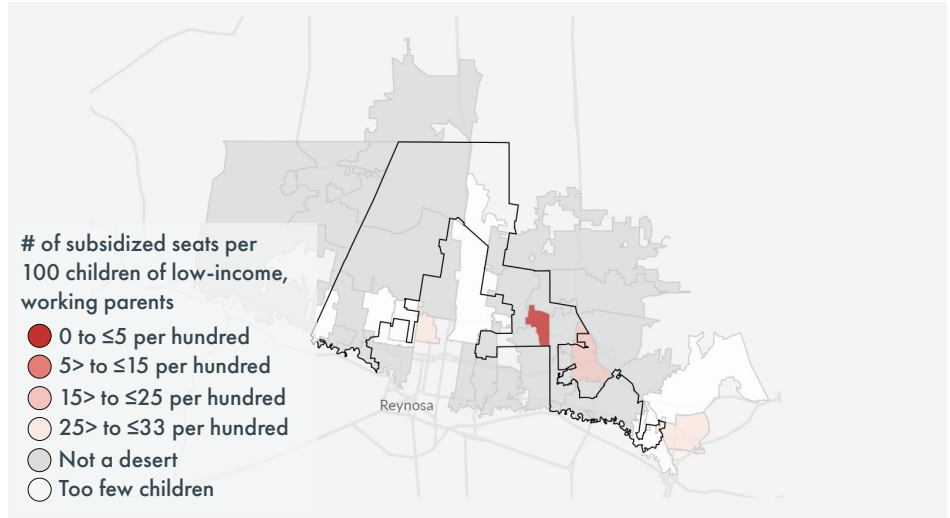 # of subsidized seats per
100 children of low-income,
working parents
0 to ≤5 per hundred
5> to ≤15 per hundred
15> to ≤25 per hundred
25> to ≤33 per hundred
Not a desert
Too few children
Reynosa